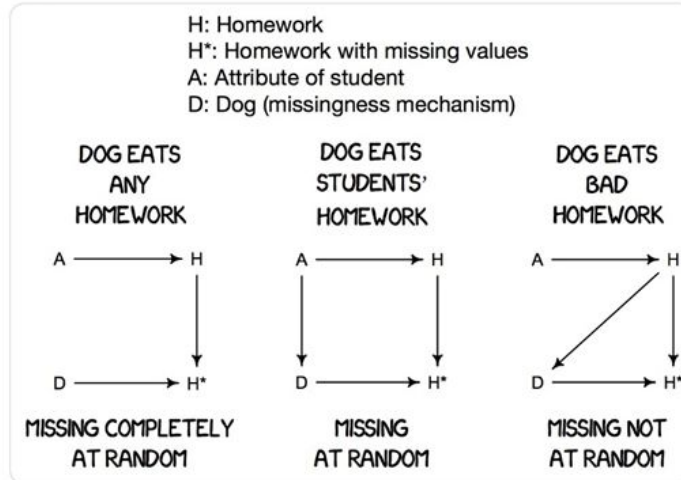 H: Homework
H*: Homework with missing values
A: Attribute of student
D: Dog (missingness mechanism)
DOG EATS
ANY
HOMEWORK
A
H
D
H*
MISSING COMPLETELY
AT RANDOM
DOG EATS
STUDENTS'
HOMEWORK
A
H
D
H*
MISSING
AT RANDOM
DOG EATS
BAD
HOMEWORK
A
H
D
H*
MISSING NOT
AT RANDOM